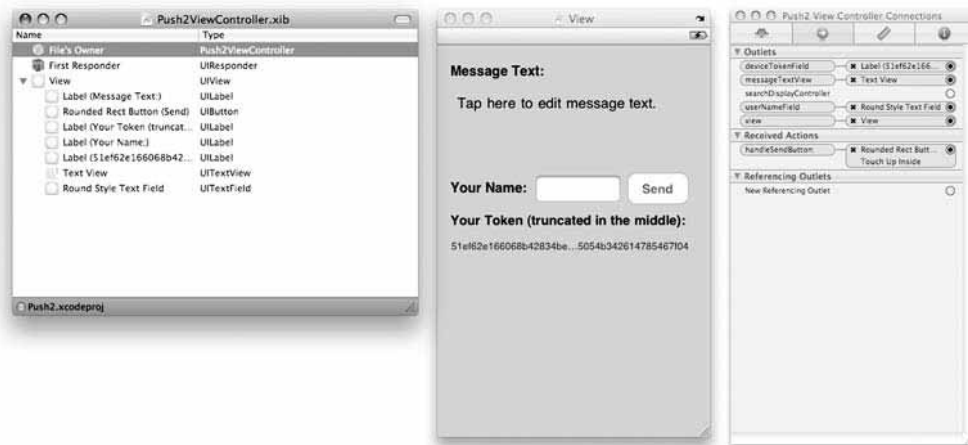 Push2ViewController.xib
Name Type
File's Owner Push2ViewController
First Responder UIResponder
View UIView
Label (Message Text:) UILabel
Rounded Rect Button (Send) UIButton
Label (Your Token (truncat... UILabel
Label (Your Name:) UILabel
Label (51ef62e166068b42... UILabel
Text View UITextView
Round Style Text Field UITextField
Push2.xcodeproj
View
Message Text:
Tap here to edit message text.
Your Name:
Send
Your Token (truncated in the middle):
51ef62e166068b42834be...5054b342614785467f04
Push2 View Controller Connections
Outlets
deviceTokenField Label (51ef62e166...
messageTextView Text View
searchDisplayController
userNameField Round Style Text Field
view View
Received Actions
handleSendButton Rounded Rect Butt...
Touch Up Inside
Referencing Outlets
New Referencing Outlet